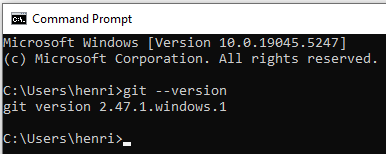 Command Prompt
Microsoft Windows [Version 10.0.19045.5247]
(c) Microsoft Corporation. All rights reserved.
C:\Users\henri>git --version
git version 2.47.1.windows.1
C:\Users\henri>